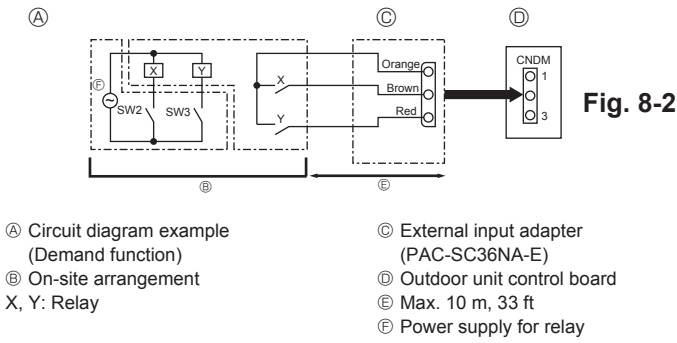 Ⓐ Ⓒ Ⓓ
CNDM
Orange 1
X Y X Brown
Ⓕ ~ Fig. 8-2
SW2 SW3 Red 3
Y
Ⓑ Ⓔ
Ⓐ Circuit diagram example
(Demand function)
Ⓑ On-site arrangement
X, Y: Relay
Ⓒ External input adapter
(PAC-SC36NA-E)
Ⓓ Outdoor unit control board
Ⓔ Max. 10 m, 33 ft
Ⓕ Power supply for relay